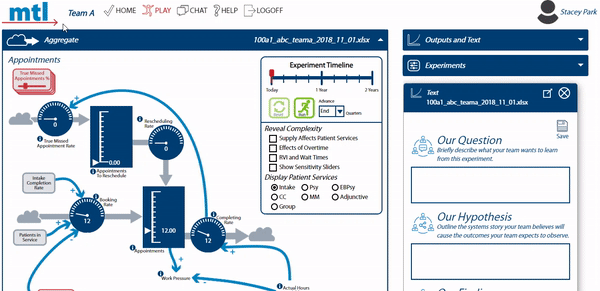 mtl
Team A
HOME
PLAY
CHAT
HELP
LOGOFF
Stacey Park
Aggregate
100a1_abc_teama_2018_11_01.xlsx
Appointments
True Missed
Appointments %
0
True Missed
Appointment Rate
0.00
Appointments
To Reschedule
Rescheduling
Rate
0
Intake
Completion
Rate
Booking
Rate
12
Patients in
Service
12.00
Appointments
Completing
Rate
12
Work Pressure
Actual Hours
Experiment Timeline
Today
1 Year
2 Years
Advance
End
Quarters
Reveal Complexity
Supply Affects Patient Services
Effects of Overtime
RVI and Wait Times
Show Sensitivity Sliders
Display Patient Services
Intake
Psy
EBPsy
CC
MM
Adjunctive
Group
Outputs and Text
Experiments
Text
100a1_abc_teama_2018_11_01.xlsx
Save
Our Question
Briefly describe what your team wants to
learn from this experiment.
Our Hypothesis
Outline the systems story your team believes will
cause the outcomes your team expects to observe.